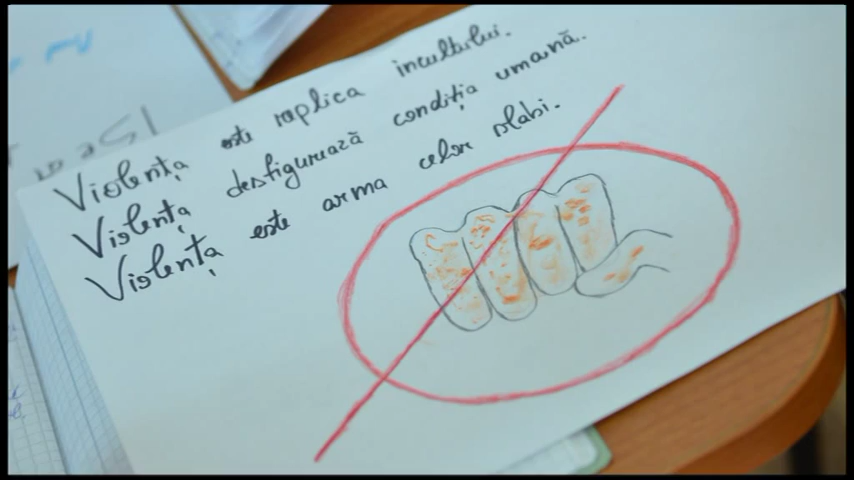 Violența este replica incultului.
Violența desfigurează condiția umană.
Violența este arma celor slabi.